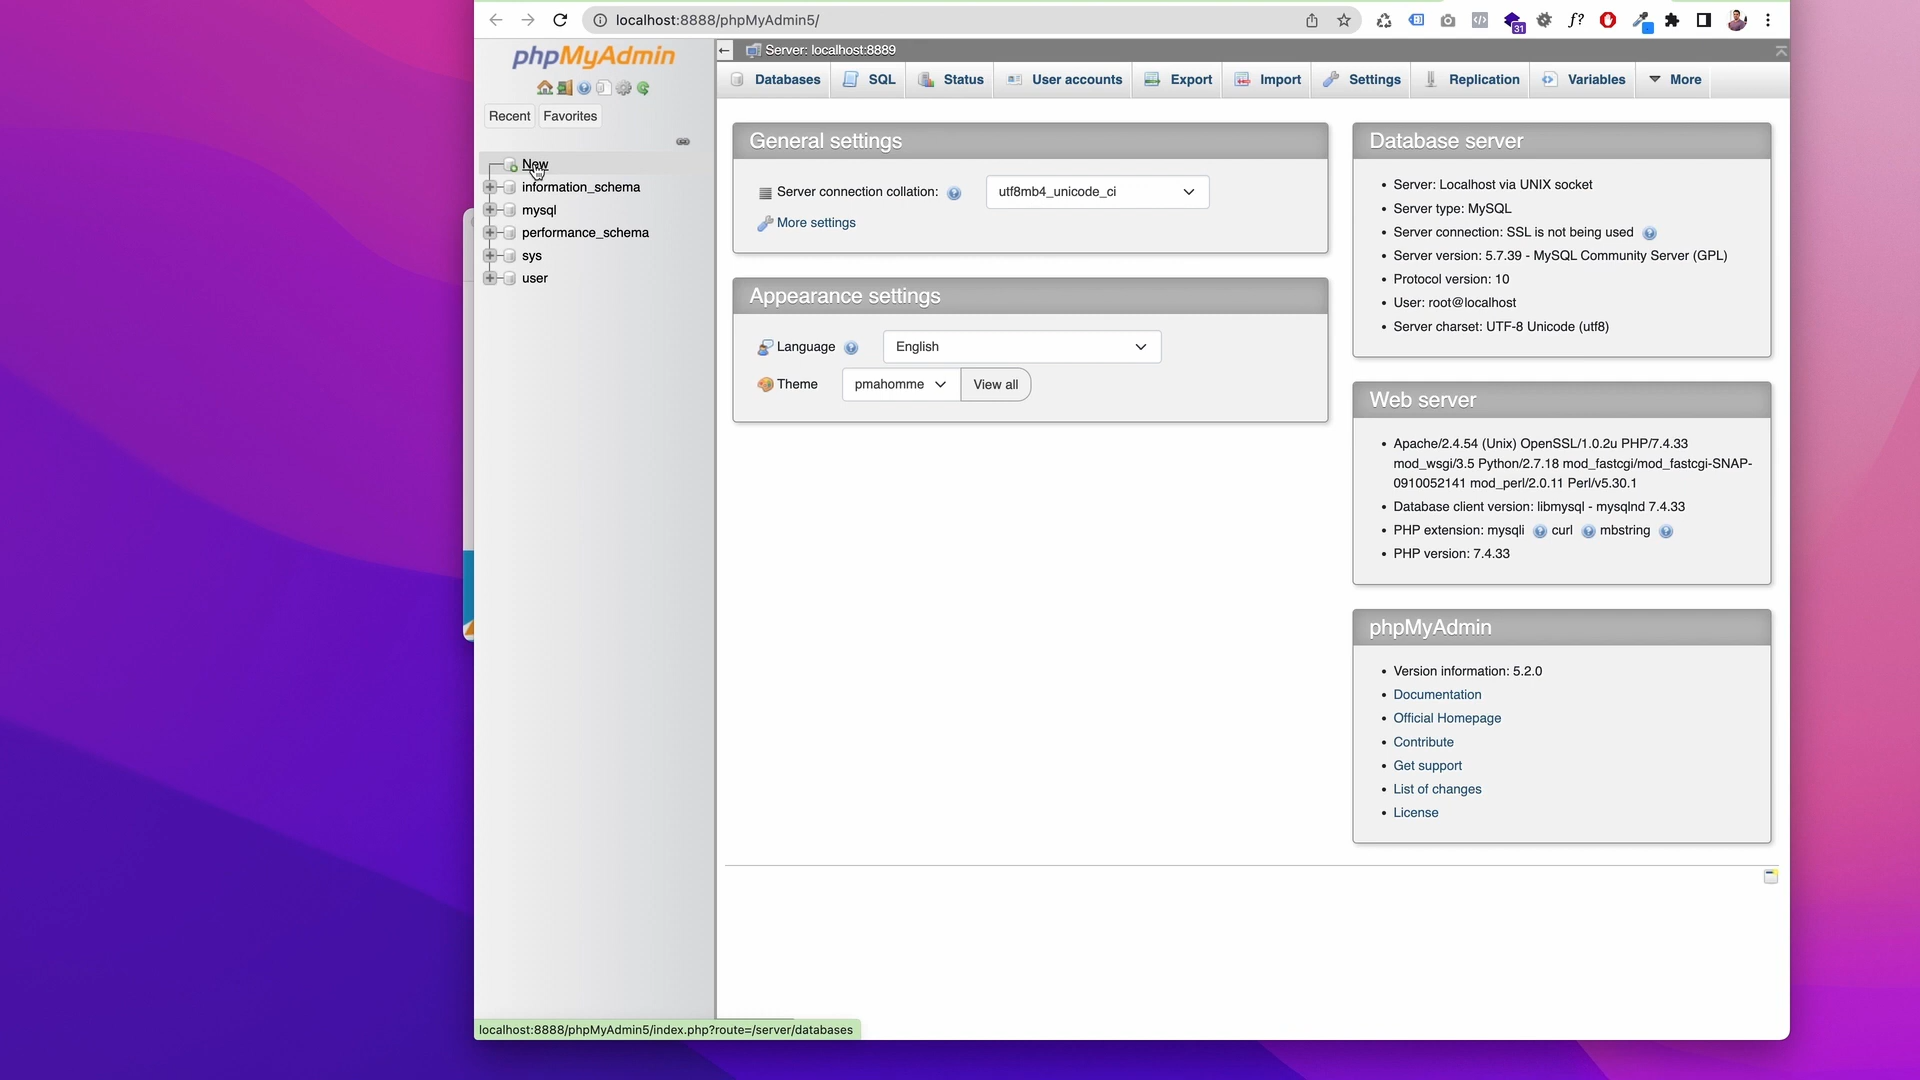 localhost:8888/phpMyAdmin5/
31
f?
phpMyAdmin
Recent
Favorites
New
information_schema
mysql
performance_schema
sys
user
Server: localhost:8889
Databases
SQL
Status
User accounts
Export
Import
Settings
Replication
Variables
More
General settings
Server connection collation:
utf8mb4_unicode_ci
More settings
Appearance settings
Language
English
Theme
pmahomme
View all
Database server
Server: Localhost via UNIX socket
Server type: MySQL
Server connection: SSL is not being used
Server version: 5.7.39 - MySQL Community Server (GPL)
Protocol version: 10
User: root@localhost
Server charset: UTF-8 Unicode (utf8)
Web server
Apache/2.4.54 (Unix) OpenSSL/1.0.2u PHP/7.4.33
mod_wsgi/3.5 Python/2.7.18 mod_fastcgi/mod_fastcgi-SNAP-
0910052141 mod_perl/2.0.11 Perl/v5.30.1
Database client version: libmysql - mysqlnd 7.4.33
PHP extension: mysqli curl mbstring
PHP version: 7.4.33
phpMyAdmin
Version information: 5.2.0
Documentation
Official Homepage
Contribute
Get support
List of changes
License
localhost:8888/phpMyAdmin5/index.php?route=/server/databases